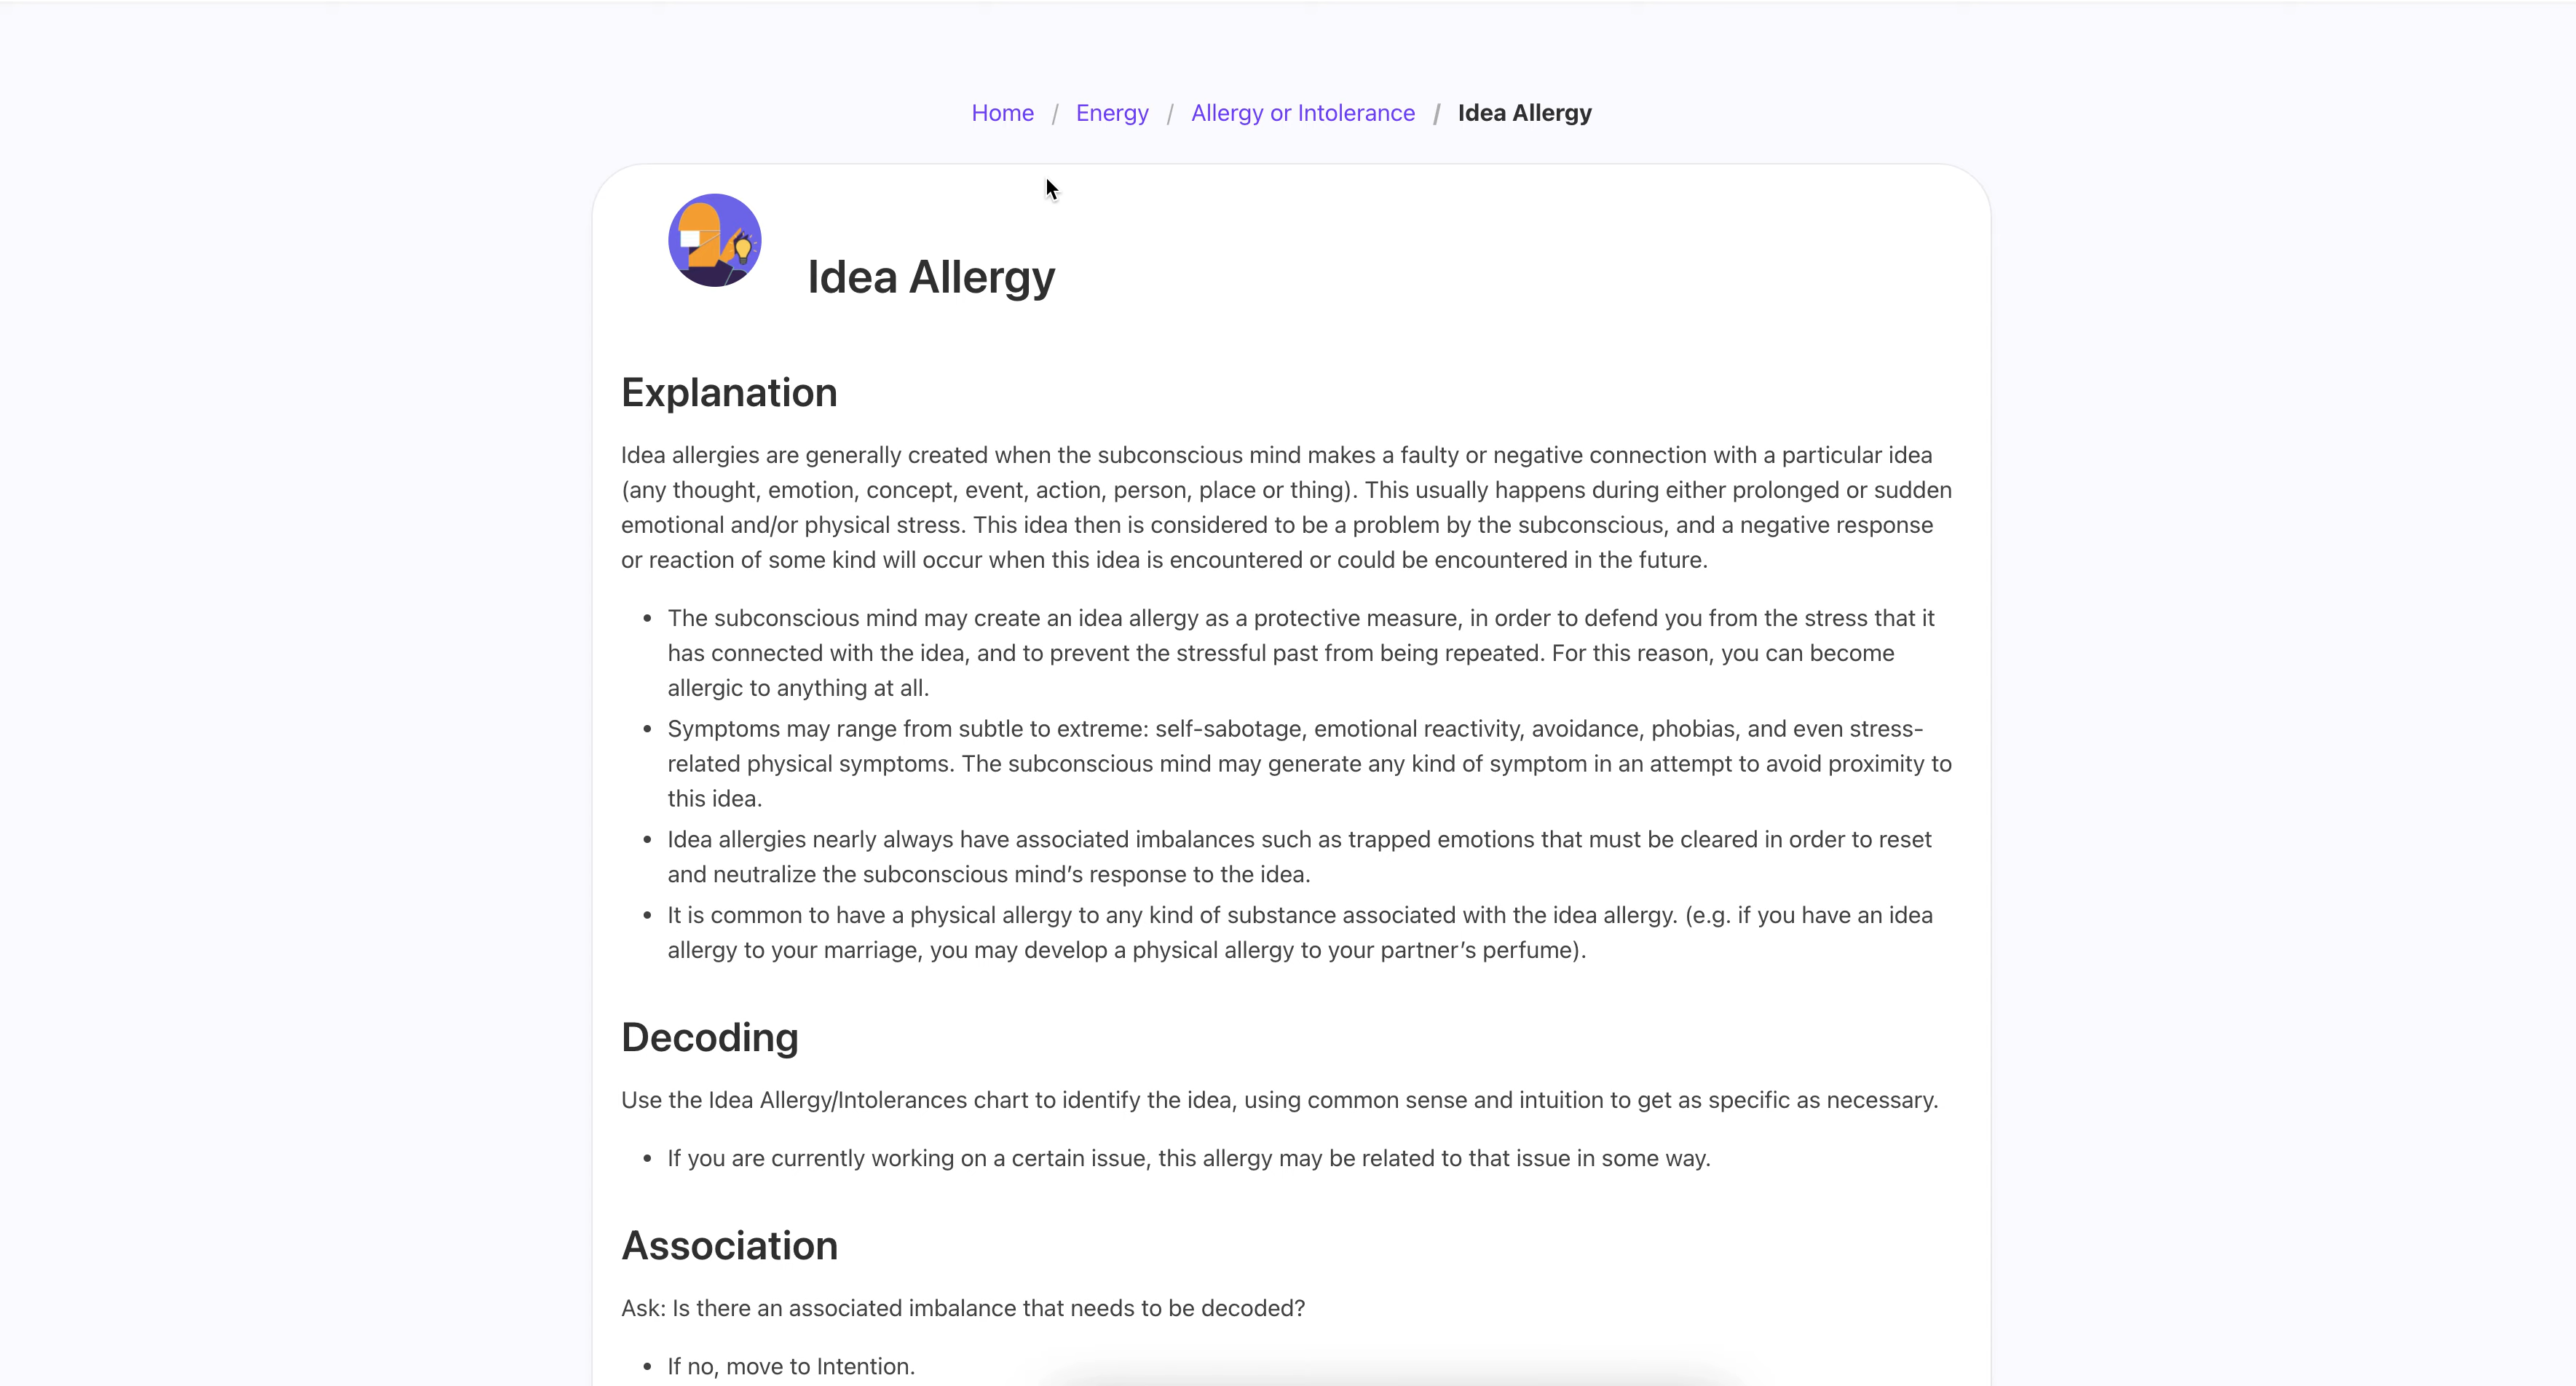 Home / Energy / Allergy or Intolerance / Idea Allergy
Idea Allergy
Explanation
Idea allergies are generally created when the subconscious mind makes a faulty or negative connection with a particular idea
(any thought, emotion, concept, event, action, person, place or thing). This usually happens during either prolonged or sudden
emotional and/or physical stress. This idea then is considered to be a problem by the subconscious, and a negative response
or reaction of some kind will occur when this idea is encountered or could be encountered in the future.
• The subconscious mind may create an idea allergy as a protective measure, in order to defend you from the stress that it
has connected with the idea, and to prevent the stressful past from being repeated. For this reason, you can become
allergic to anything at all.
• Symptoms may range from subtle to extreme: self-sabotage, emotional reactivity, avoidance, phobias, and even stress-
related physical symptoms. The subconscious mind may generate any kind of symptom in an attempt to avoid proximity to
this idea.
• Idea allergies nearly always have associated imbalances such as trapped emotions that must be cleared in order to reset
and neutralize the subconscious mind’s response to the idea.
• It is common to have a physical allergy to any kind of substance associated with the idea allergy. (e.g. if you have an idea
allergy to your marriage, you may develop a physical allergy to your partner’s perfume).
Decoding
Use the Idea Allergy/Intolerances chart to identify the idea, using common sense and intuition to get as specific as necessary.
• If you are currently working on a certain issue, this allergy may be related to that issue in some way.
Association
Ask: Is there an associated imbalance that needs to be decoded?
• If no, move to Intention.